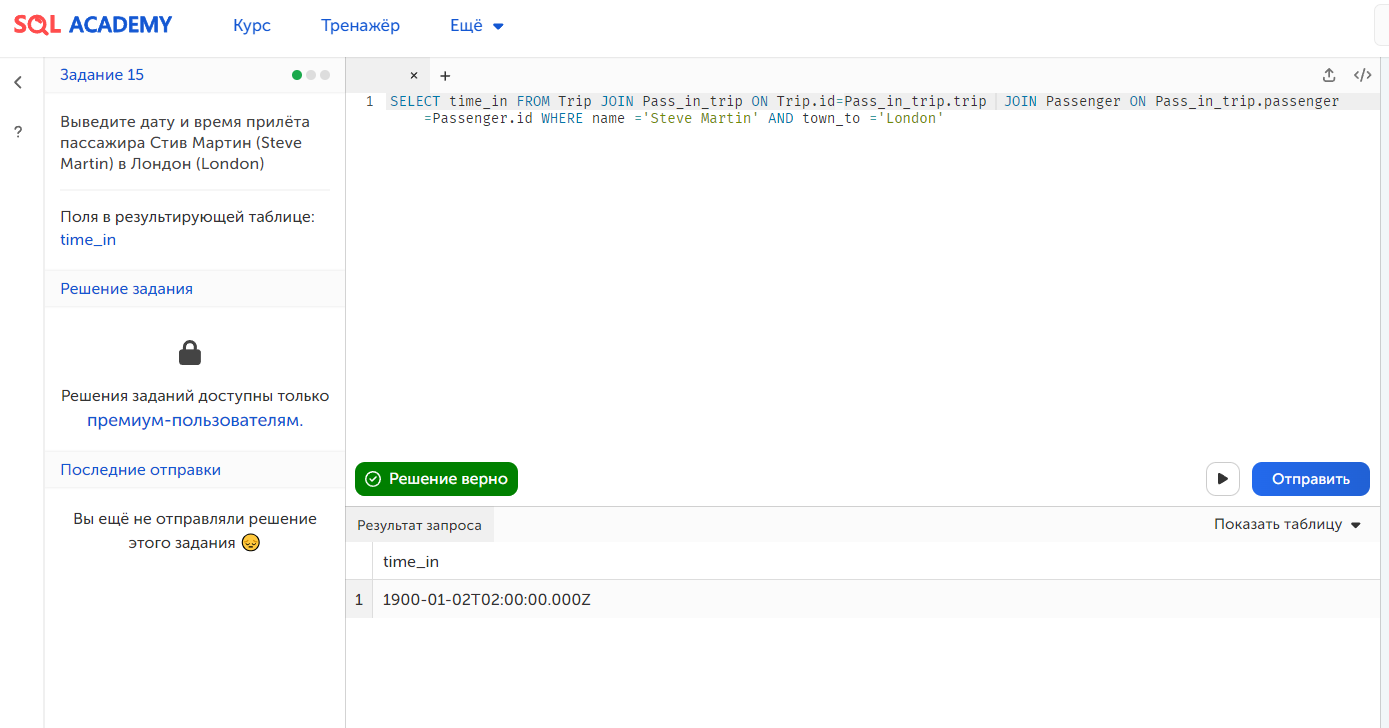 SQL ACADEMY
Курс
Тренажёр
Ещё
Задание 15
Выведите дату и время прилёта
пассажира Стив Мартин (Steve
Martin) в Лондон (London)
Поля в результирующей таблице:
time_in
Решение задания
Решения заданий доступны только
премиум-пользователям.
Последние отправки
Вы ещё не отправляли решение
этого задания 😔
?
× +
</>
1 SELECT time_in FROM Trip JOIN Pass_in_trip ON Trip.id=Pass_in_trip.trip JOIN Passenger ON Pass_in_trip.passenger
=Passenger.id WHERE name ='Steve Martin' AND town_to ='London'
Решение верно
Отправить
Результат запроса
Показать таблицу
time_in
1 1900-01-02T02:00:00.000Z